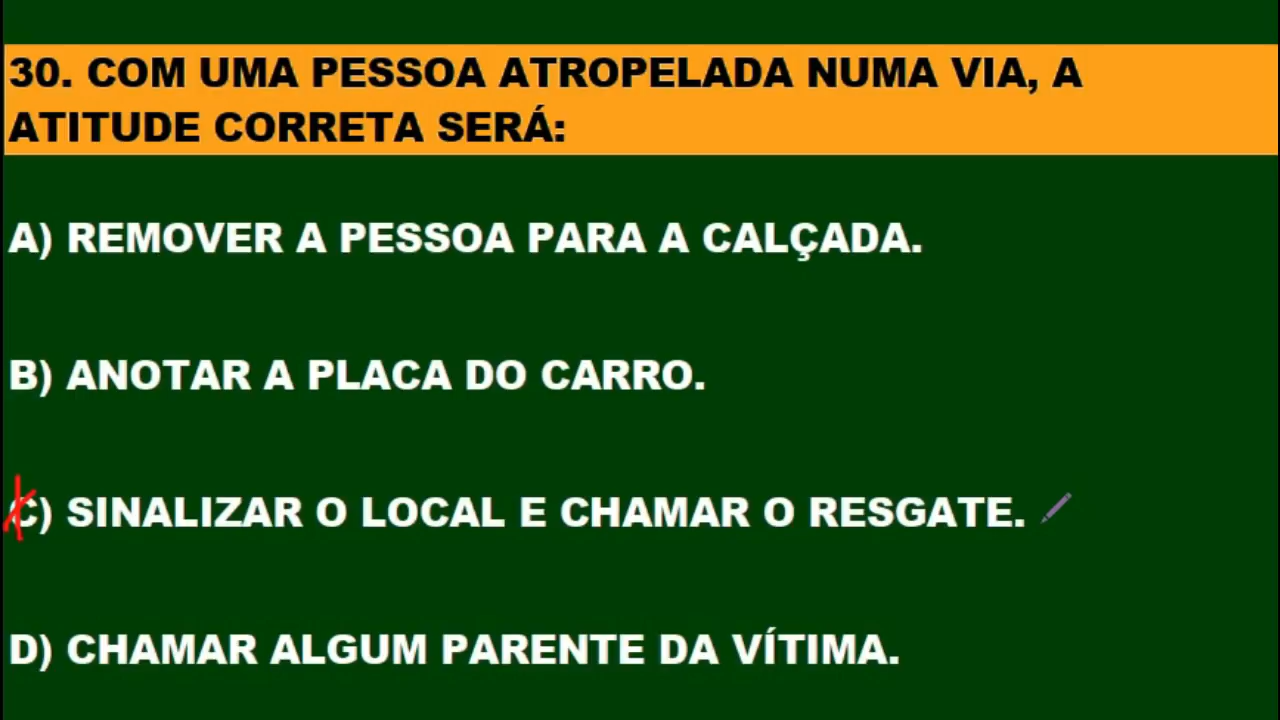 30. COM UMA PESSOA ATROPELADA NUMA VIA, A
ATITUDE CORRETA SERÁ:
A) REMOVER A PESSOA PARA A CALÇADA.
B) ANOTAR A PLACA DO CARRO.
C) SINALIZAR O LOCAL E CHAMAR O RESGATE.
D) CHAMAR ALGUM PARENTE DA VÍTIMA.